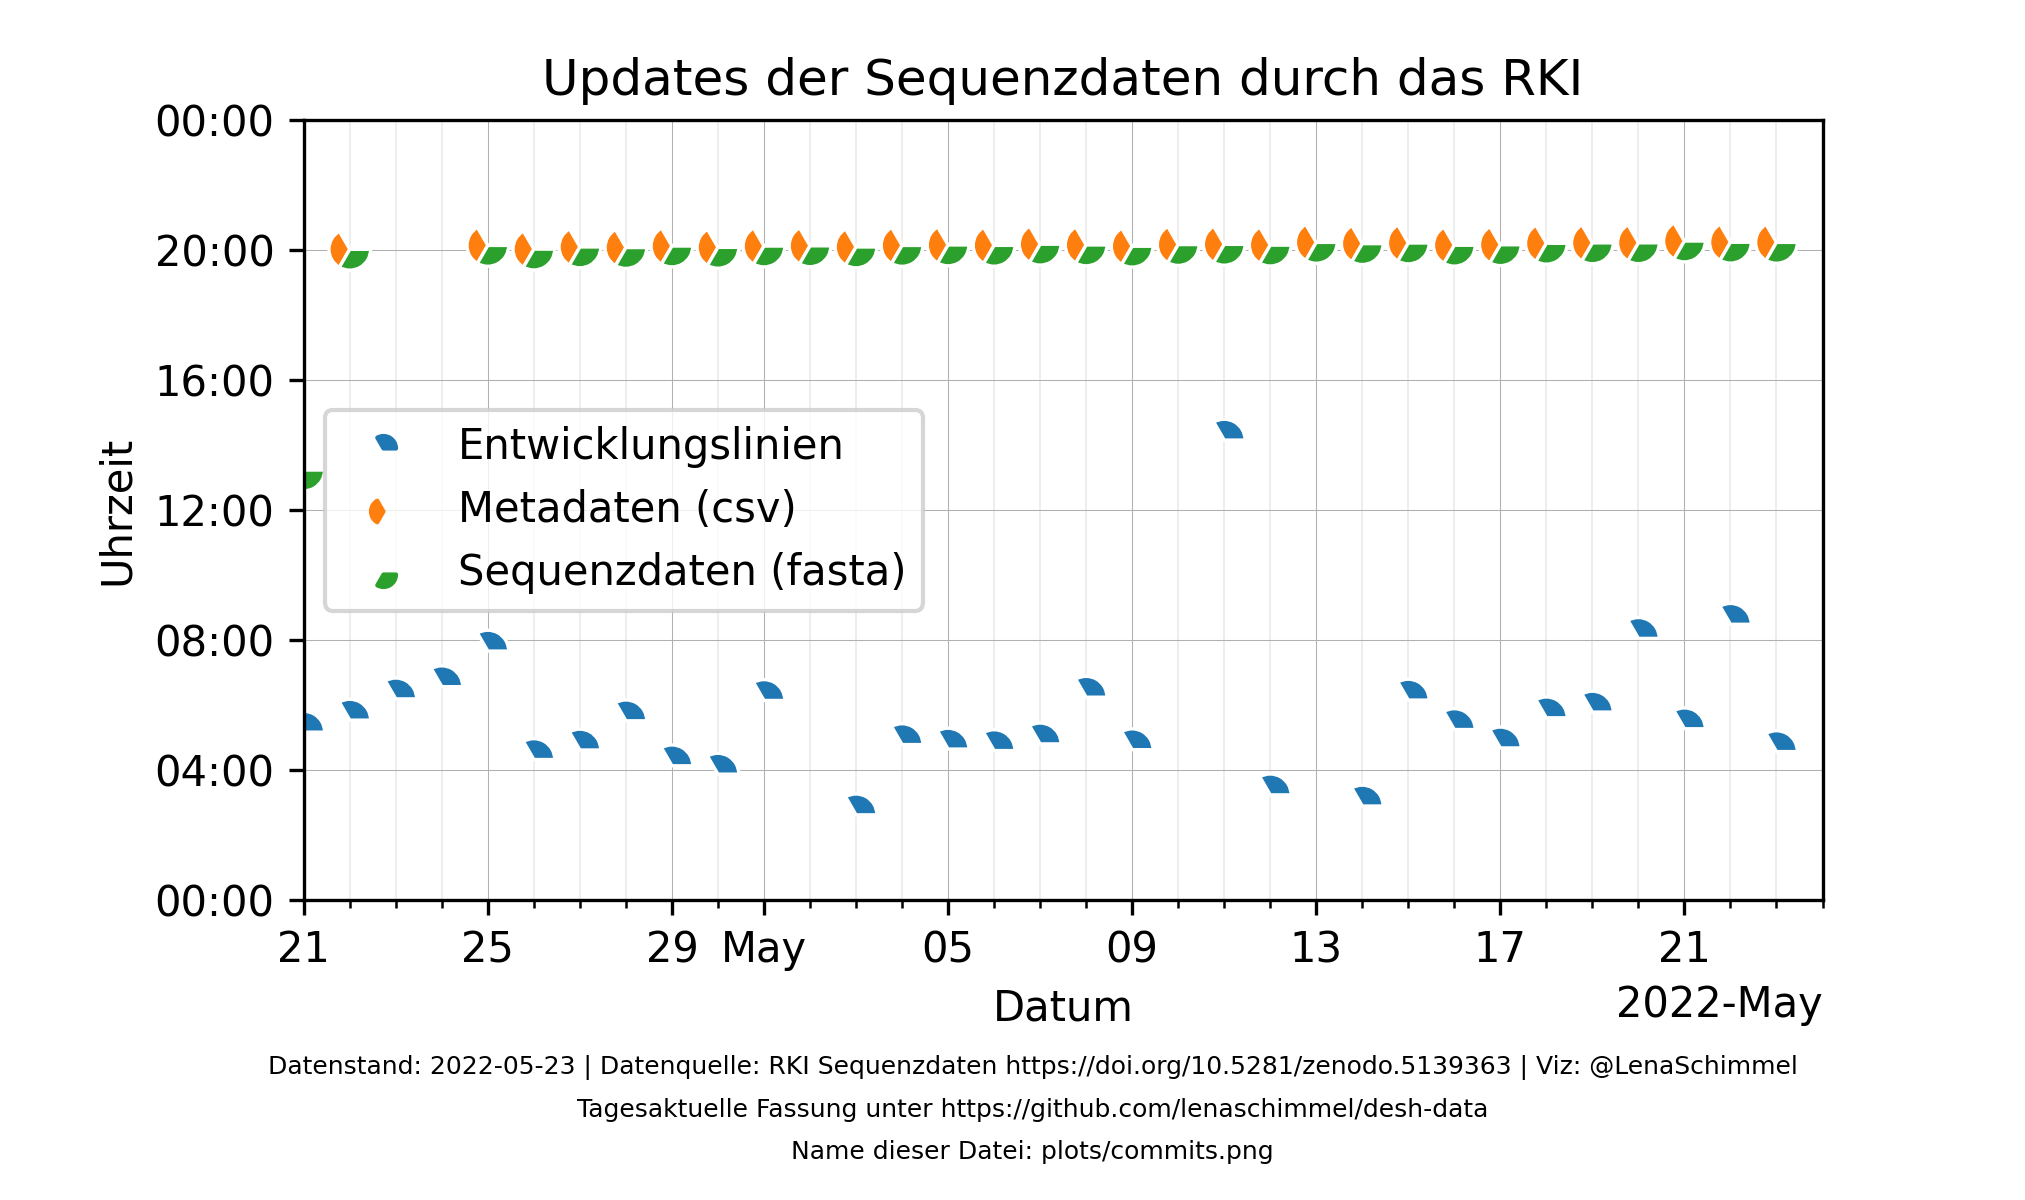 Updates der Sequenzdaten durch das RKI
00:00
20:00
16:00
12:00
08:00
04:00
00:00
Uhrzeit
Entwicklungslinien
Metadaten (csv)
Sequenzdaten (fasta)
21 25 29 May 05 09 13 17 21
Datum
2022-May
Datenstand: 2022-05-23 | Datenquelle: RKI Sequenzdaten https://doi.org/10.5281/zenodo.5139363 | Viz: @LenaSchimmel
Tagesaktuelle Fassung unter https://github.com/lenaschimmel/desh-data
Name dieser Datei: plots/commits.png